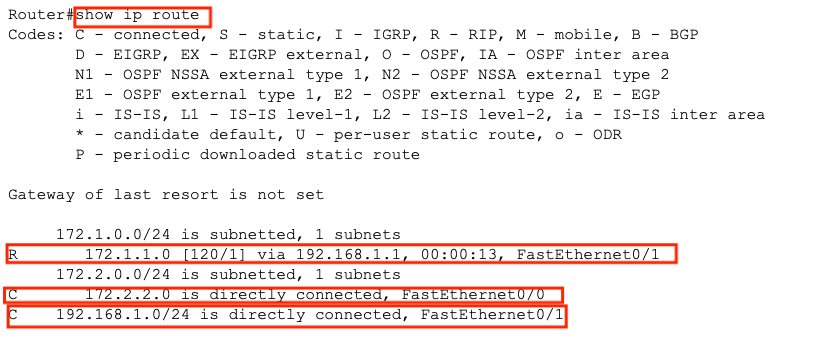 Router#show ip route
Codes: C - connected, S - static, I - IGRP, R - RIP, M - mobile, B - BGP
       D - EIGRP, EX - EIGRP external, O - OSPF, IA - OSPF inter area
       N1 - OSPF NSSA external type 1, N2 - OSPF NSSA external type 2
       E1 - OSPF external type 1, E2 - OSPF external type 2, E - EGP
       i - IS-IS, L1 - IS-IS level-1, L2 - IS-IS level-2, ia - IS-IS inter area
       * - candidate default, U - per-user static route, o - ODR
       P - periodic downloaded static route

Gateway of last resort is not set

     172.1.0.0/24 is subnetted, 1 subnets
R       172.1.1.0 [120/1] via 192.168.1.1, 00:00:13, FastEthernet0/1
     172.2.0.0/24 is subnetted, 1 subnets
C       172.2.2.0 is directly connected, FastEthernet0/0
C    192.168.1.0/24 is directly connected, FastEthernet0/1